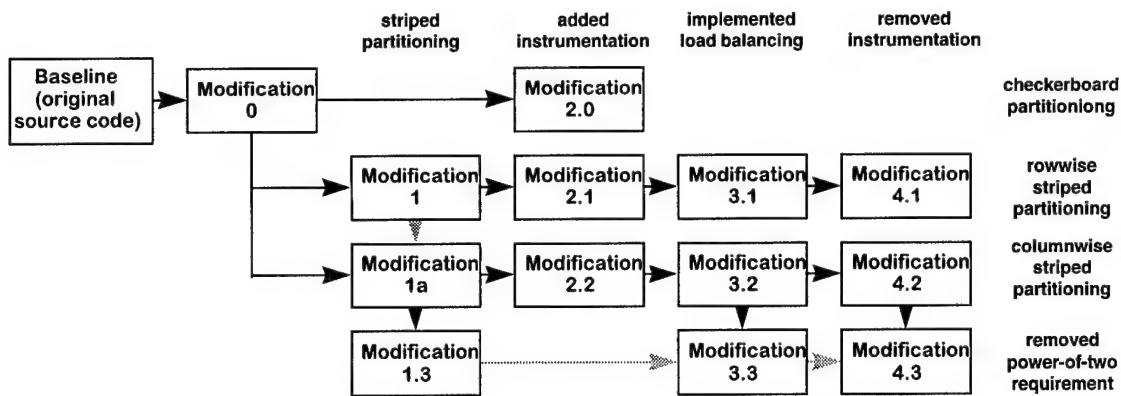 striped
partitioning
added
instrumentation
implemented
load balancing
removed
instrumentation
Baseline
(original
source code)
Modification
0
Modification
2.0
checkerboard
partitioniong
Modification
1
Modification
2.1
Modification
3.1
Modification
4.1
rowwise
striped
partitioning
Modification
1a
Modification
2.2
Modification
3.2
Modification
4.2
columnwise
striped
partitioning
Modification
1.3
Modification
3.3
Modification
4.3
removed
power-of-two
requirement